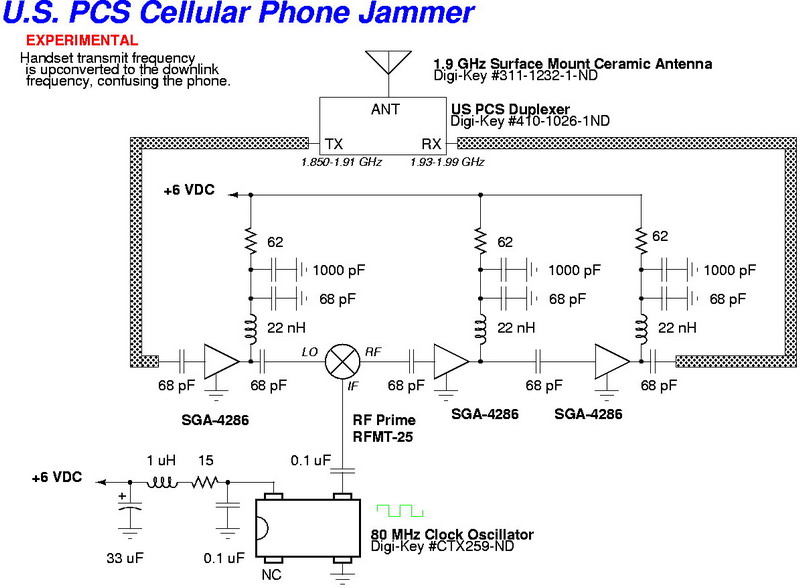 U.S. PCS Cellular Phone Jammer
EXPERIMENTAL
Handset transmit frequency
is upconverted to the downlink
frequency, confusing the phone.
1.9 GHz Surface Mount Ceramic Antenna
Digi-Key #311-1232-1-ND
ANT
US PCS Duplexer
Digi-Key #410-1026-1ND
TX
RX
1.850-1.91 GHz
1.93-1.99 GHz
+6 VDC
62
62
62
1000 pF
1000 pF
1000 pF
68 pF
68 pF
68 pF
22 nH
22 nH
22 nH
LO
RF
IF
68 pF
68 pF
68 pF
68 pF
68 pF
SGA-4286
SGA-4286
SGA-4286
RF Prime
RFMT-25
+6 VDC
1 uH
15
0.1 uF
+
33 uF
0.1 uF
NC
80 MHz Clock Oscillator
Digi-Key #CTX259-ND